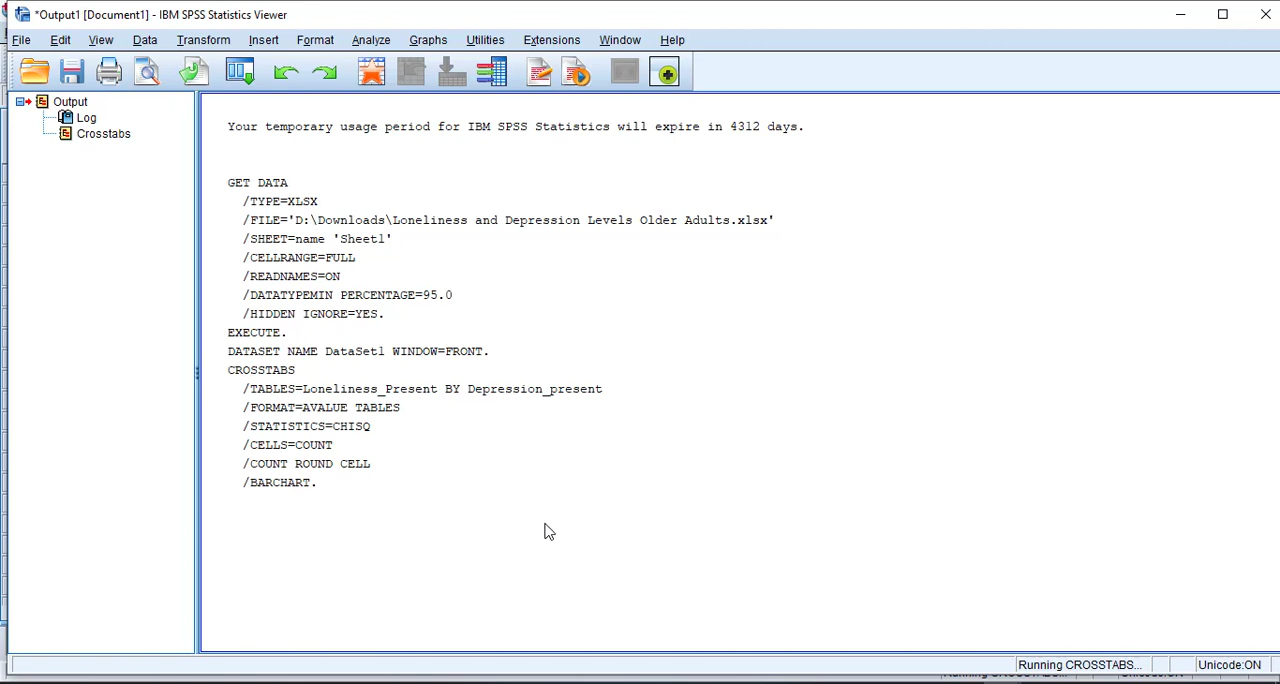 *Output1 [Document1] - IBM SPSS Statistics Viewer
File Edit View Data Transform Insert Format Analyze Graphs Utilities Extensions Window Help
Output
Log
Crosstabs
Your temporary usage period for IBM SPSS Statistics will expire in 4312 days.
GET DATA
/TYPE=XLSX
/FILE='D:\Downloads\Loneliness and Depression Levels Older Adults.xlsx'
/SHEET=name 'Sheet1'
/CELLRANGE=FULL
/READNAMES=ON
/DATATYPEMIN PERCENTAGE=95.0
/HIDDEN IGNORE=YES.
EXECUTE.
DATASET NAME DataSet1 WINDOW=FRONT.
CROSSTABS
/TABLES=Loneliness_Present BY Depression_present
/FORMAT=AVALUE TABLES
/STATISTICS=CHISQ
/CELLS=COUNT
/COUNT ROUND CELL
/BARCHART.
Running CROSSTABS... Unicode:ON